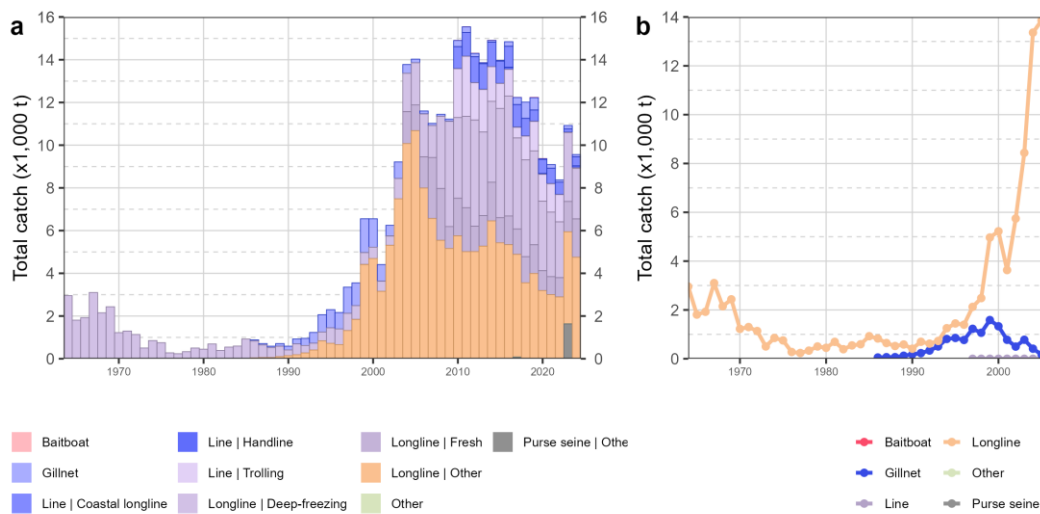 a
b
Total catch (x1,000 t)
16
14
12
10
8
6
4
2
0
16
14
12
10
8
6
4
2
0
1970
1980
1990
2000
2010
2020
Total catch (x1,000 t)
14
12
10
8
6
4
2
0
1970
1980
1990
2000
Baitboat
Line | Handline
Longline | Fresh
Purse seine | Othe
Gillnet
Line | Trolling
Longline | Other
Line | Coastal longline
Longline | Deep-freezing
Other
Baitboat
Longline
Gillnet
Other
Line
Purse seine